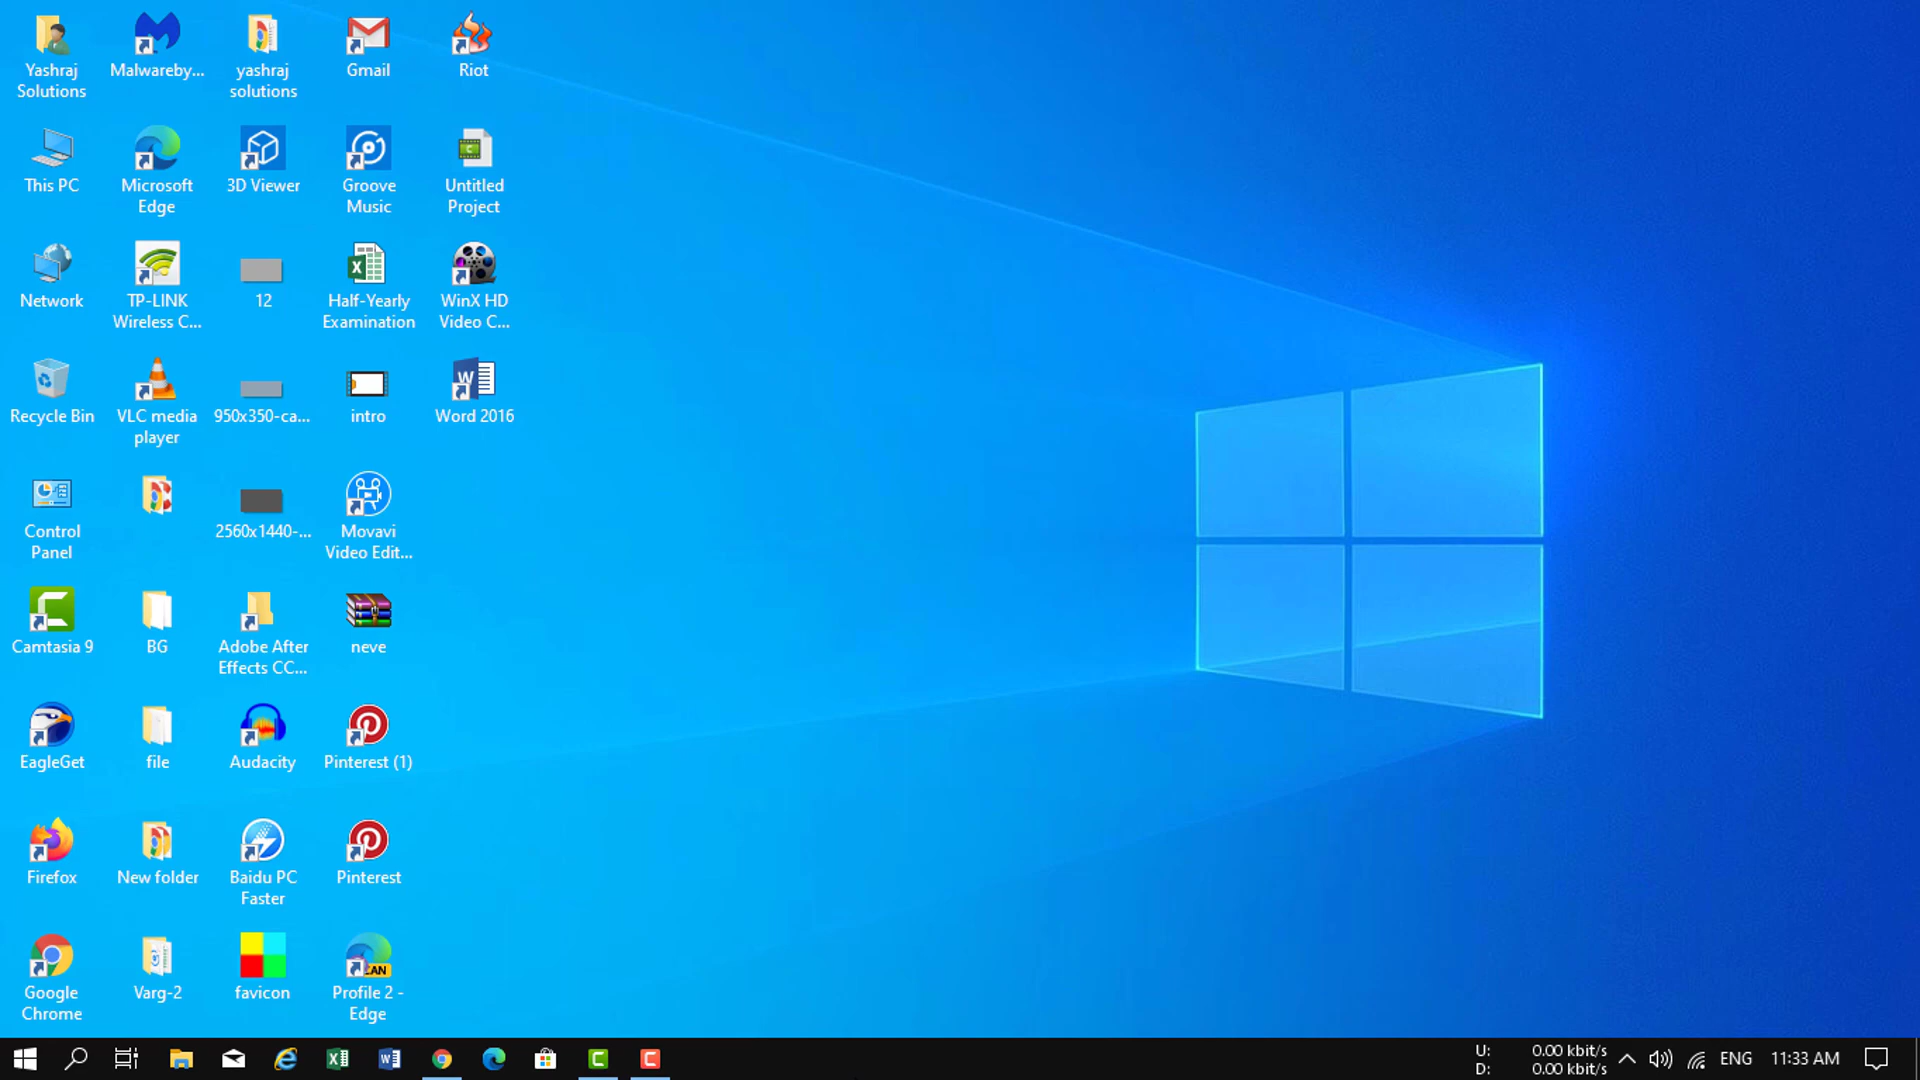 Yashraj
Solutions
Malwareby...
yashraj
solutions
Gmail
Riot
This PC
Microsoft
Edge
3D Viewer
Groove
Music
Untitled
Project
Network
TP-LINK
Wireless C...
12
Half-Yearly
Examination
WinX HD
Video C...
Recycle Bin
VLC media
player
950x350-ca...
intro
Word 2016
Control
Panel
2560x1440-...
Movavi
Video Edit...
Camtasia 9
BG
Adobe After
Effects CC...
neve
EagleGet
file
Audacity
Pinterest (1)
Firefox
New folder
Baidu PC
Faster
Pinterest
Google
Chrome
Varg-2
favicon
CAN
Profile 2 -
Edge
U: 0.00 kbit/s
D: 0.00 kbit/s
ENG
11:33 AM